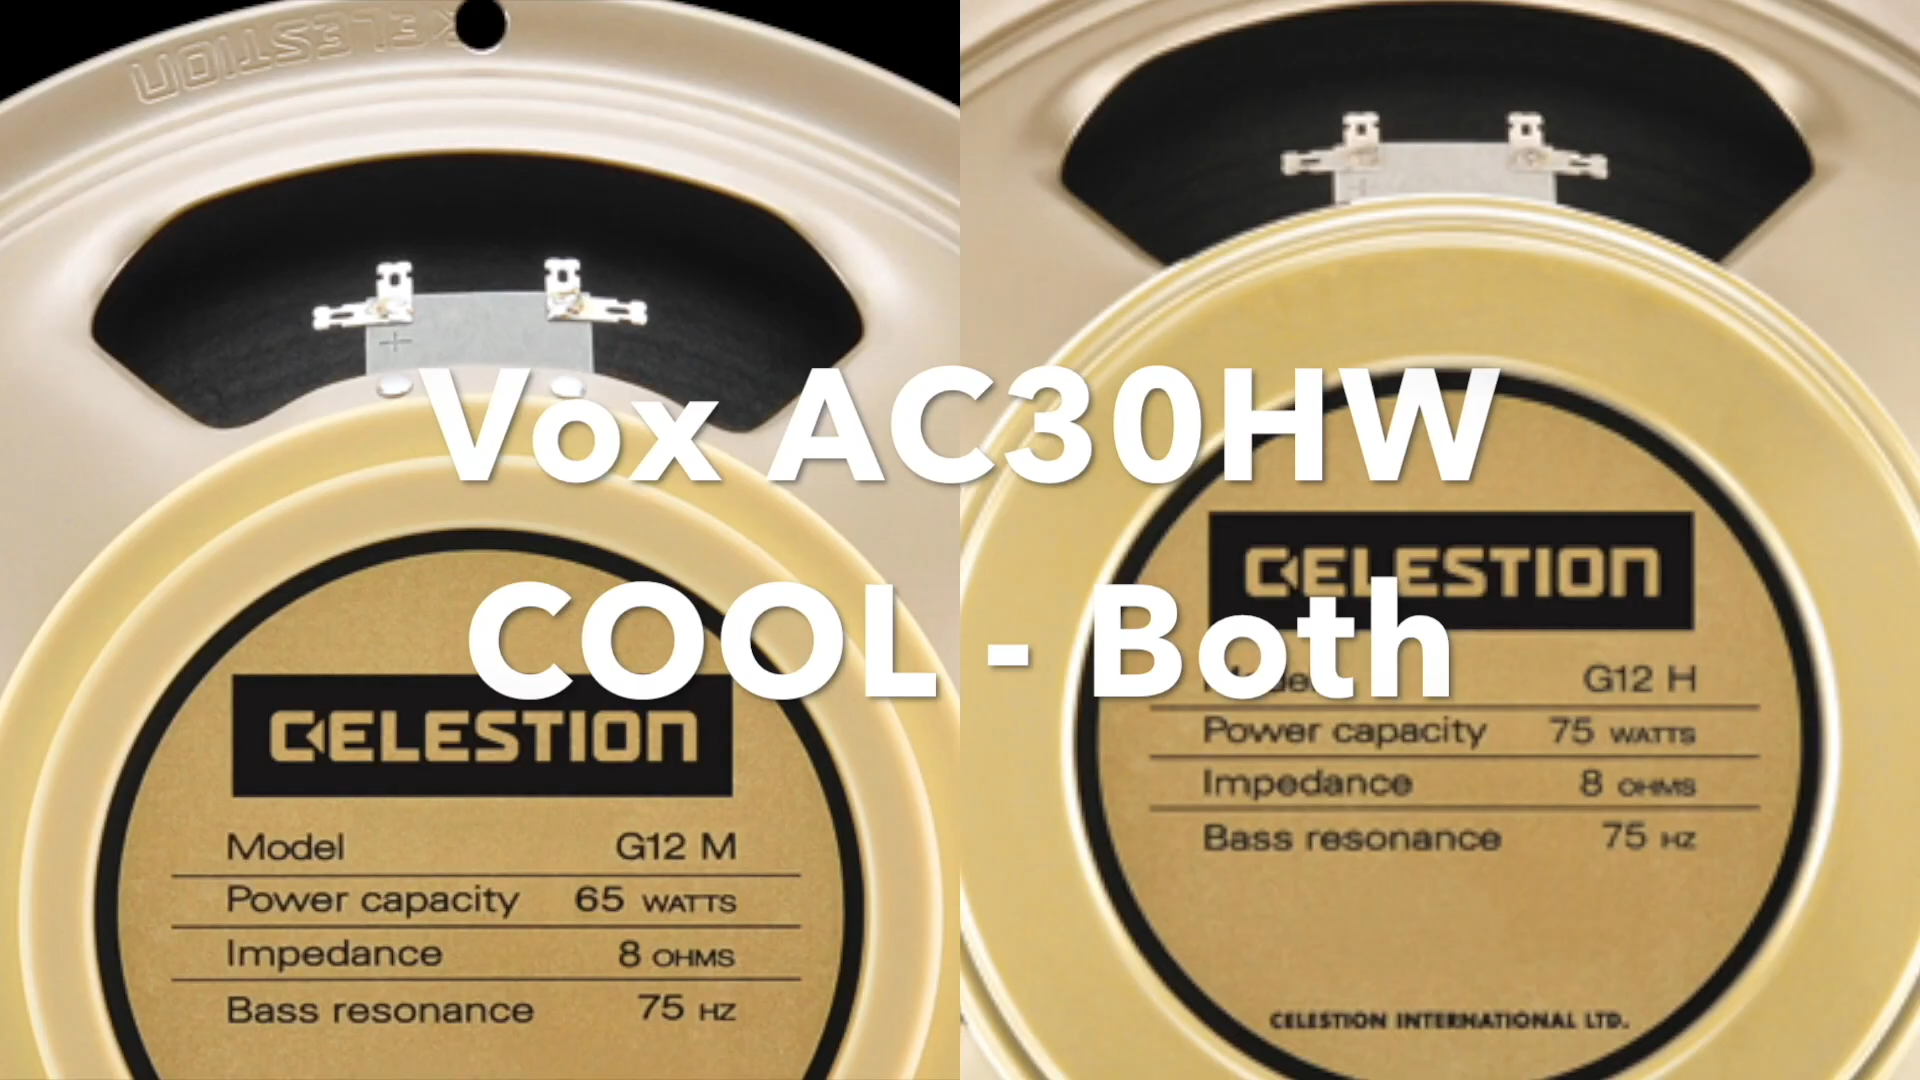 CELESTION
Vox AC30HW
COOL - Both
CELESTION
Model G12 M
Power capacity 65 WATTS
Impedance 8 OHMS
Bass resonance 75 HZ
CELESTION
Model G12 H
Power capacity 75 WATTS
Impedance 8 OHMS
Bass resonance 75 HZ
CELESTION INTERNATIONAL LTD.